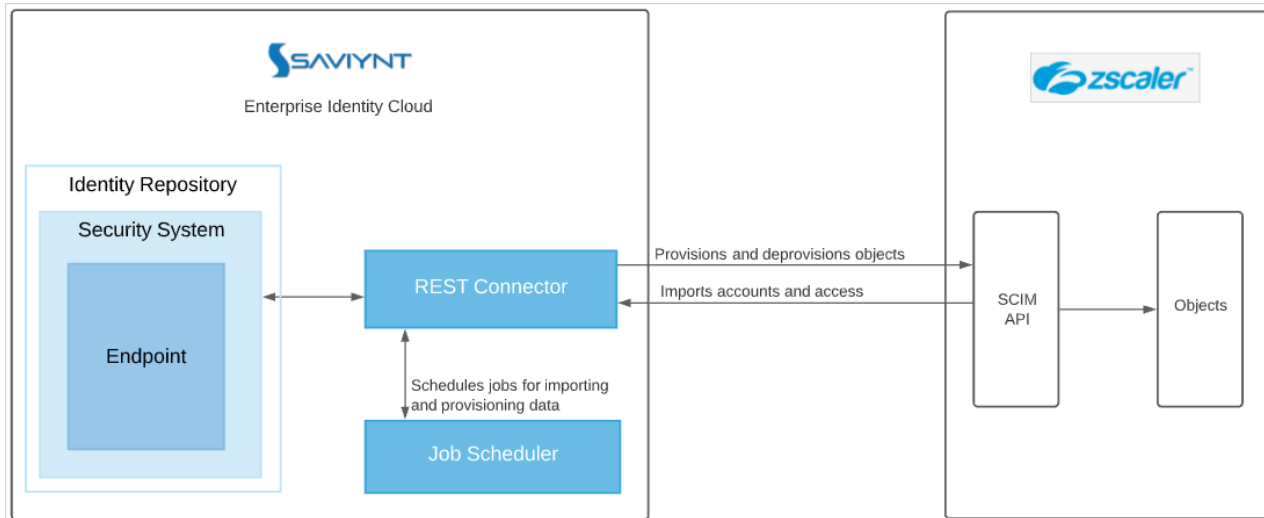 SAVIYNT
Enterprise Identity Cloud
zscaler™
Identity Repository
Security System
Endpoint
REST Connector
Provisions and deprovisions objects
Imports accounts and access
SCIM
API
Objects
Schedules jobs for importing
and provisioning data
Job Scheduler